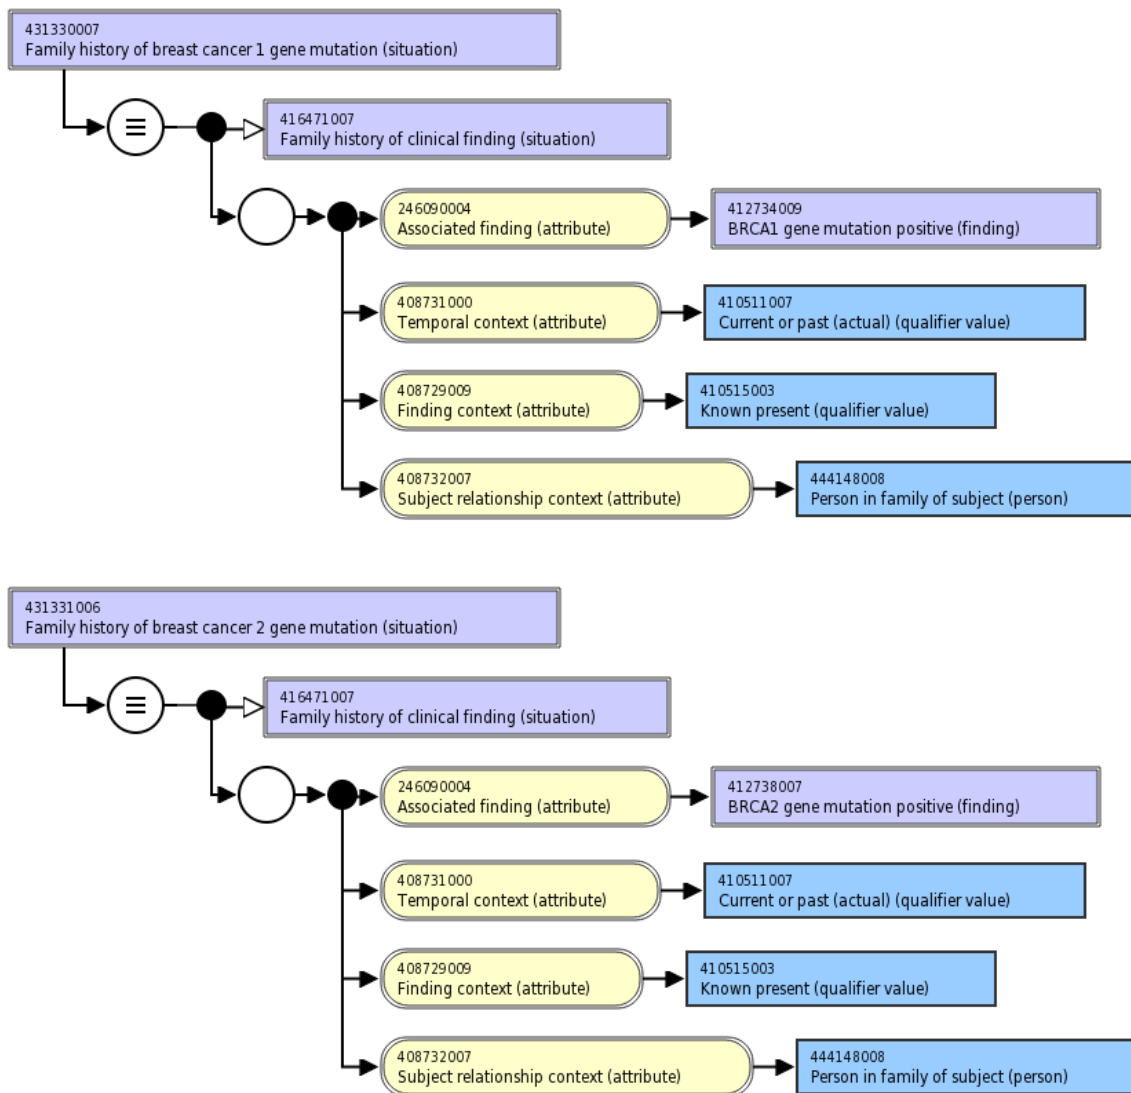 431330007
Family history of breast cancer 1 gene mutation (situation)
416471007
Family history of clinical finding (situation)
246090004
Associated finding (attribute)
412734009
BRCA1 gene mutation positive (finding)
408731000
Temporal context (attribute)
410511007
Current or past (actual) (qualifier value)
408729009
Finding context (attribute)
410515003
Known present (qualifier value)
408732007
Subject relationship context (attribute)
444148008
Person in family of subject (person)
431331006
Family history of breast cancer 2 gene mutation (situation)
416471007
Family history of clinical finding (situation)
246090004
Associated finding (attribute)
412738007
BRCA2 gene mutation positive (finding)
408731000
Temporal context (attribute)
410511007
Current or past (actual) (qualifier value)
408729009
Finding context (attribute)
410515003
Known present (qualifier value)
408732007
Subject relationship context (attribute)
444148008
Person in family of subject (person)